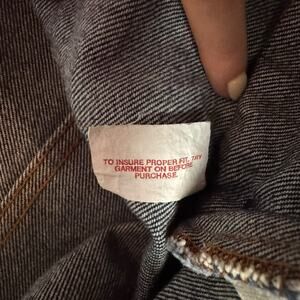 TO INSURE PROPER FIT, TRY
GARMENT ON BEFORE
PURCHASE.